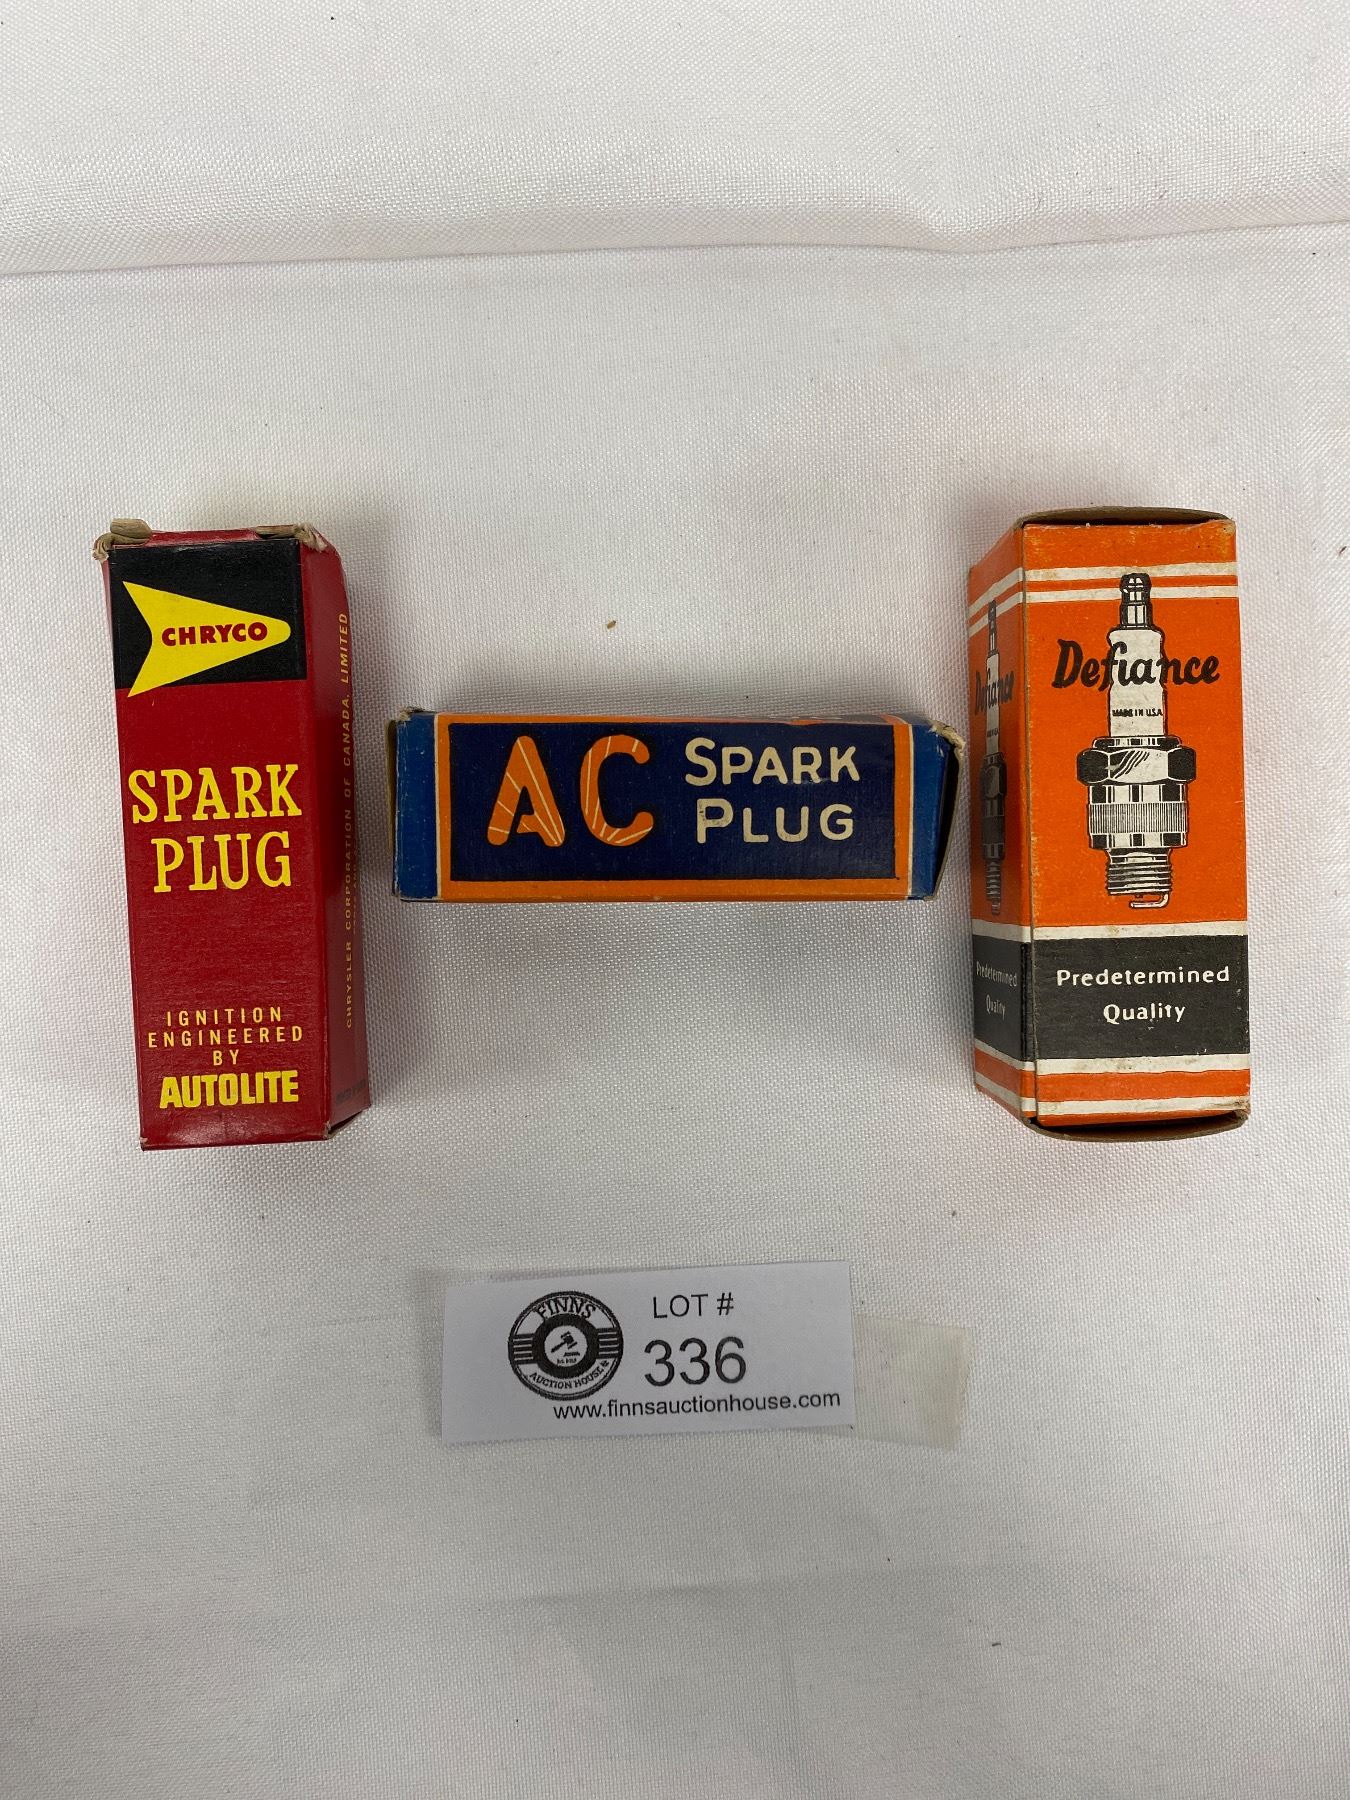 CHRYCO
SPARK
PLUG
IGNITION
ENGINEERED
BY
AUTOLITE
CHRYSLER CORPORATION OF CANADA, LIMITED
AC SPARK
PLUG
Defiance
MADE IN U.S.A.
Predetermined
Quality
Defiance
Predetermined
Quality
FINNS
AUCTION HOUSE
LOT #
336
www.finnsauctionhouse.com